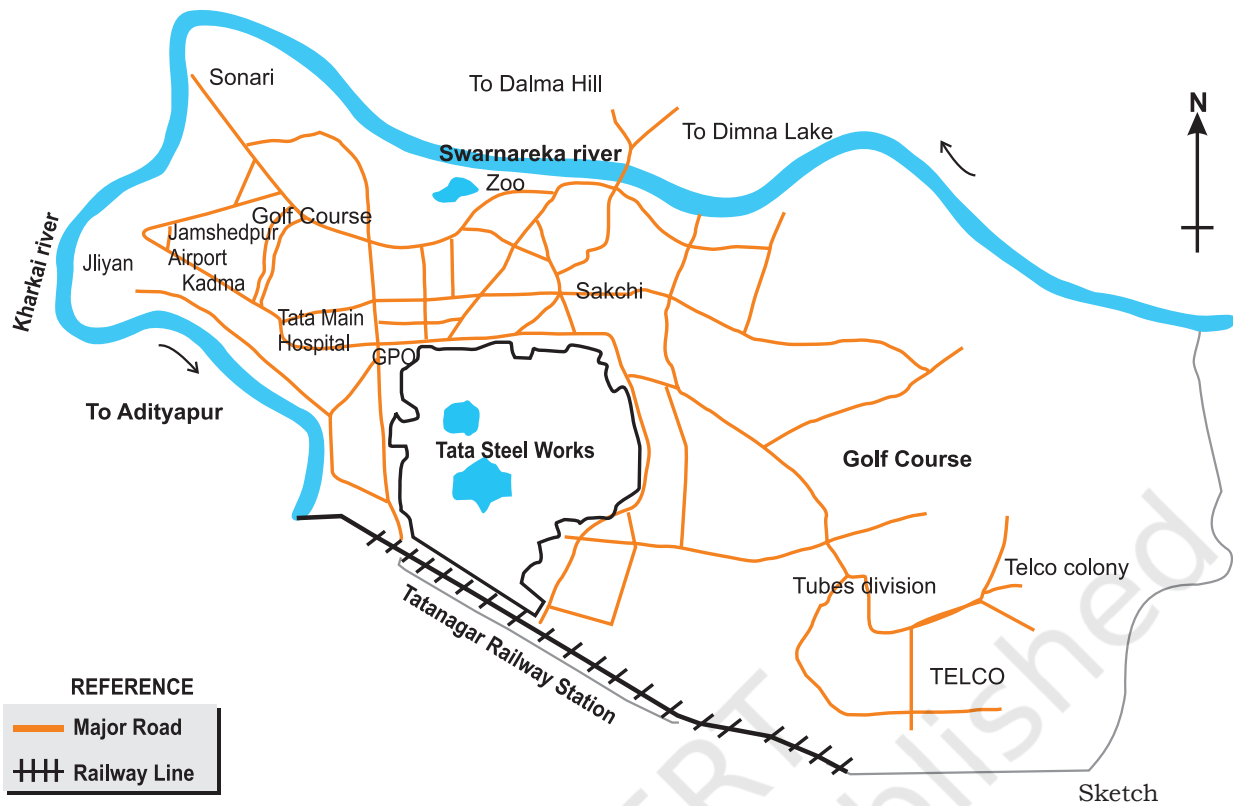 Sonari
To Dalma Hill
N
To Dimna Lake
Swarnareka river
Zoo
Golf Course
Jamshedpur
Airport
Kadma
Jliyan
Kharkai river
Sakchi
Tata Main
Hospital
GPO
To Adityapur
Tata Steel Works
Golf Course
Telco colony
Tubes division
TELCO
Tatanagar Railway Station
REFERENCE
Major Road
Railway Line
Sketch